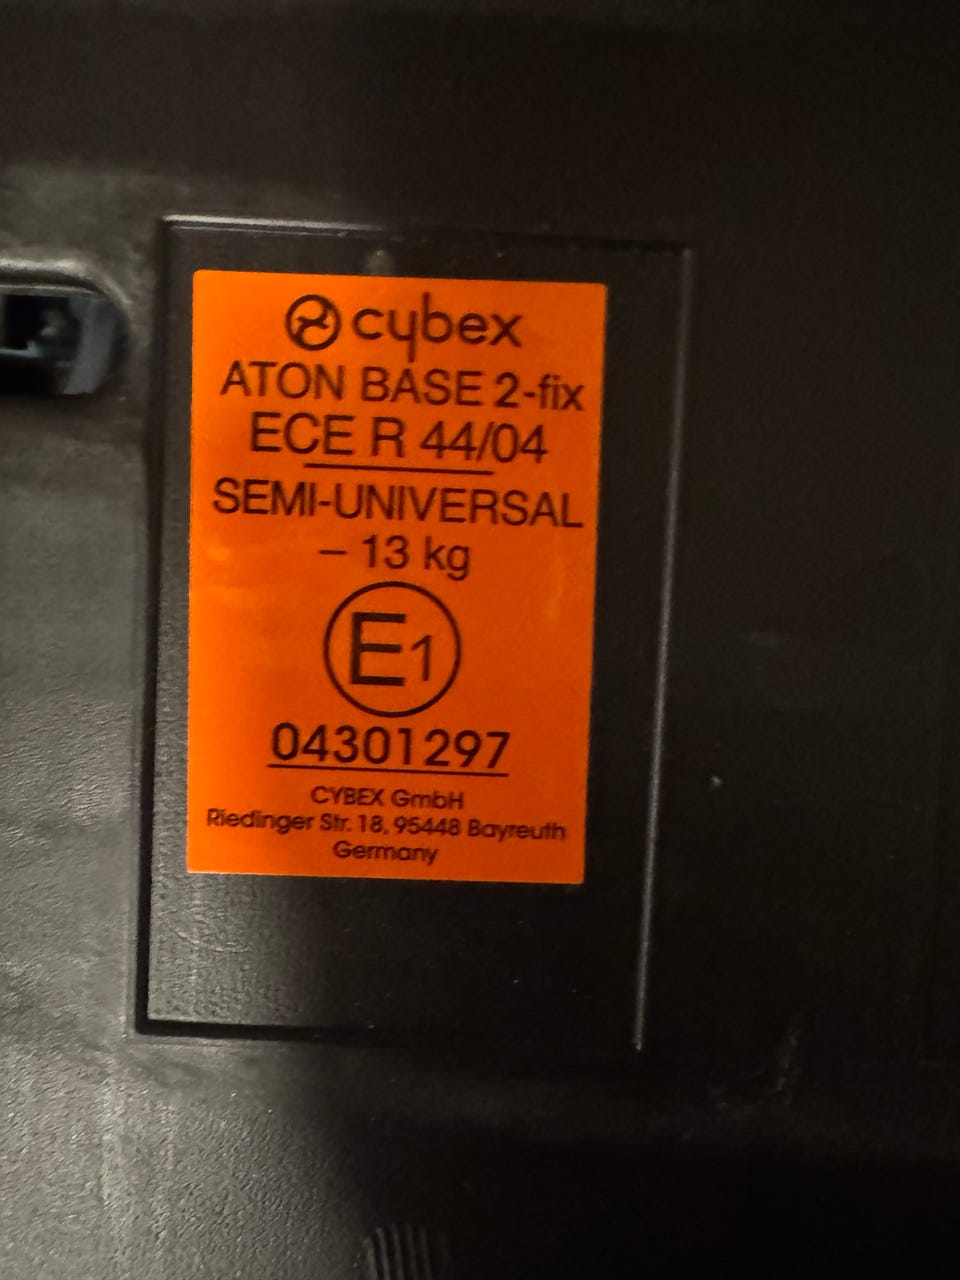 cybex
ATON BASE 2-fix
ECE R 44/04
SEMI-UNIVERSAL
– 13 kg
E1
04301297
CYBEX GmbH
Riedinger Str. 18, 95448 Bayreuth
Germany